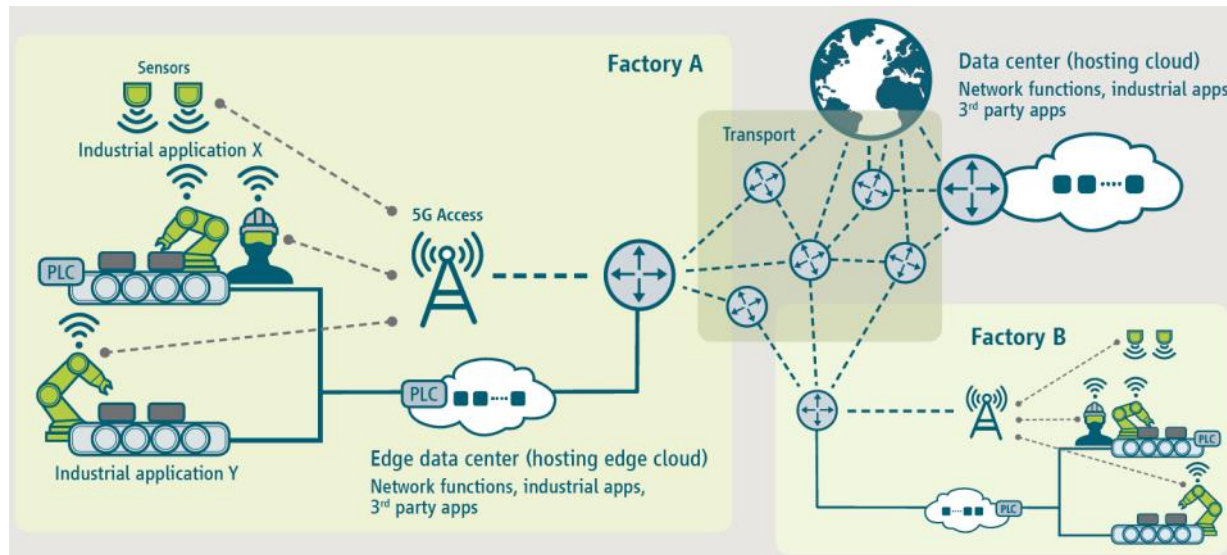 Factory A
Sensors
Industrial application X
PLC
5G Access
PLC
Industrial application Y
Edge data center (hosting edge cloud)
Network functions, industrial apps,
3rd party apps
Transport
Data center (hosting cloud)
Network functions, industrial apps
3rd party apps
Factory B
PLC
PLC